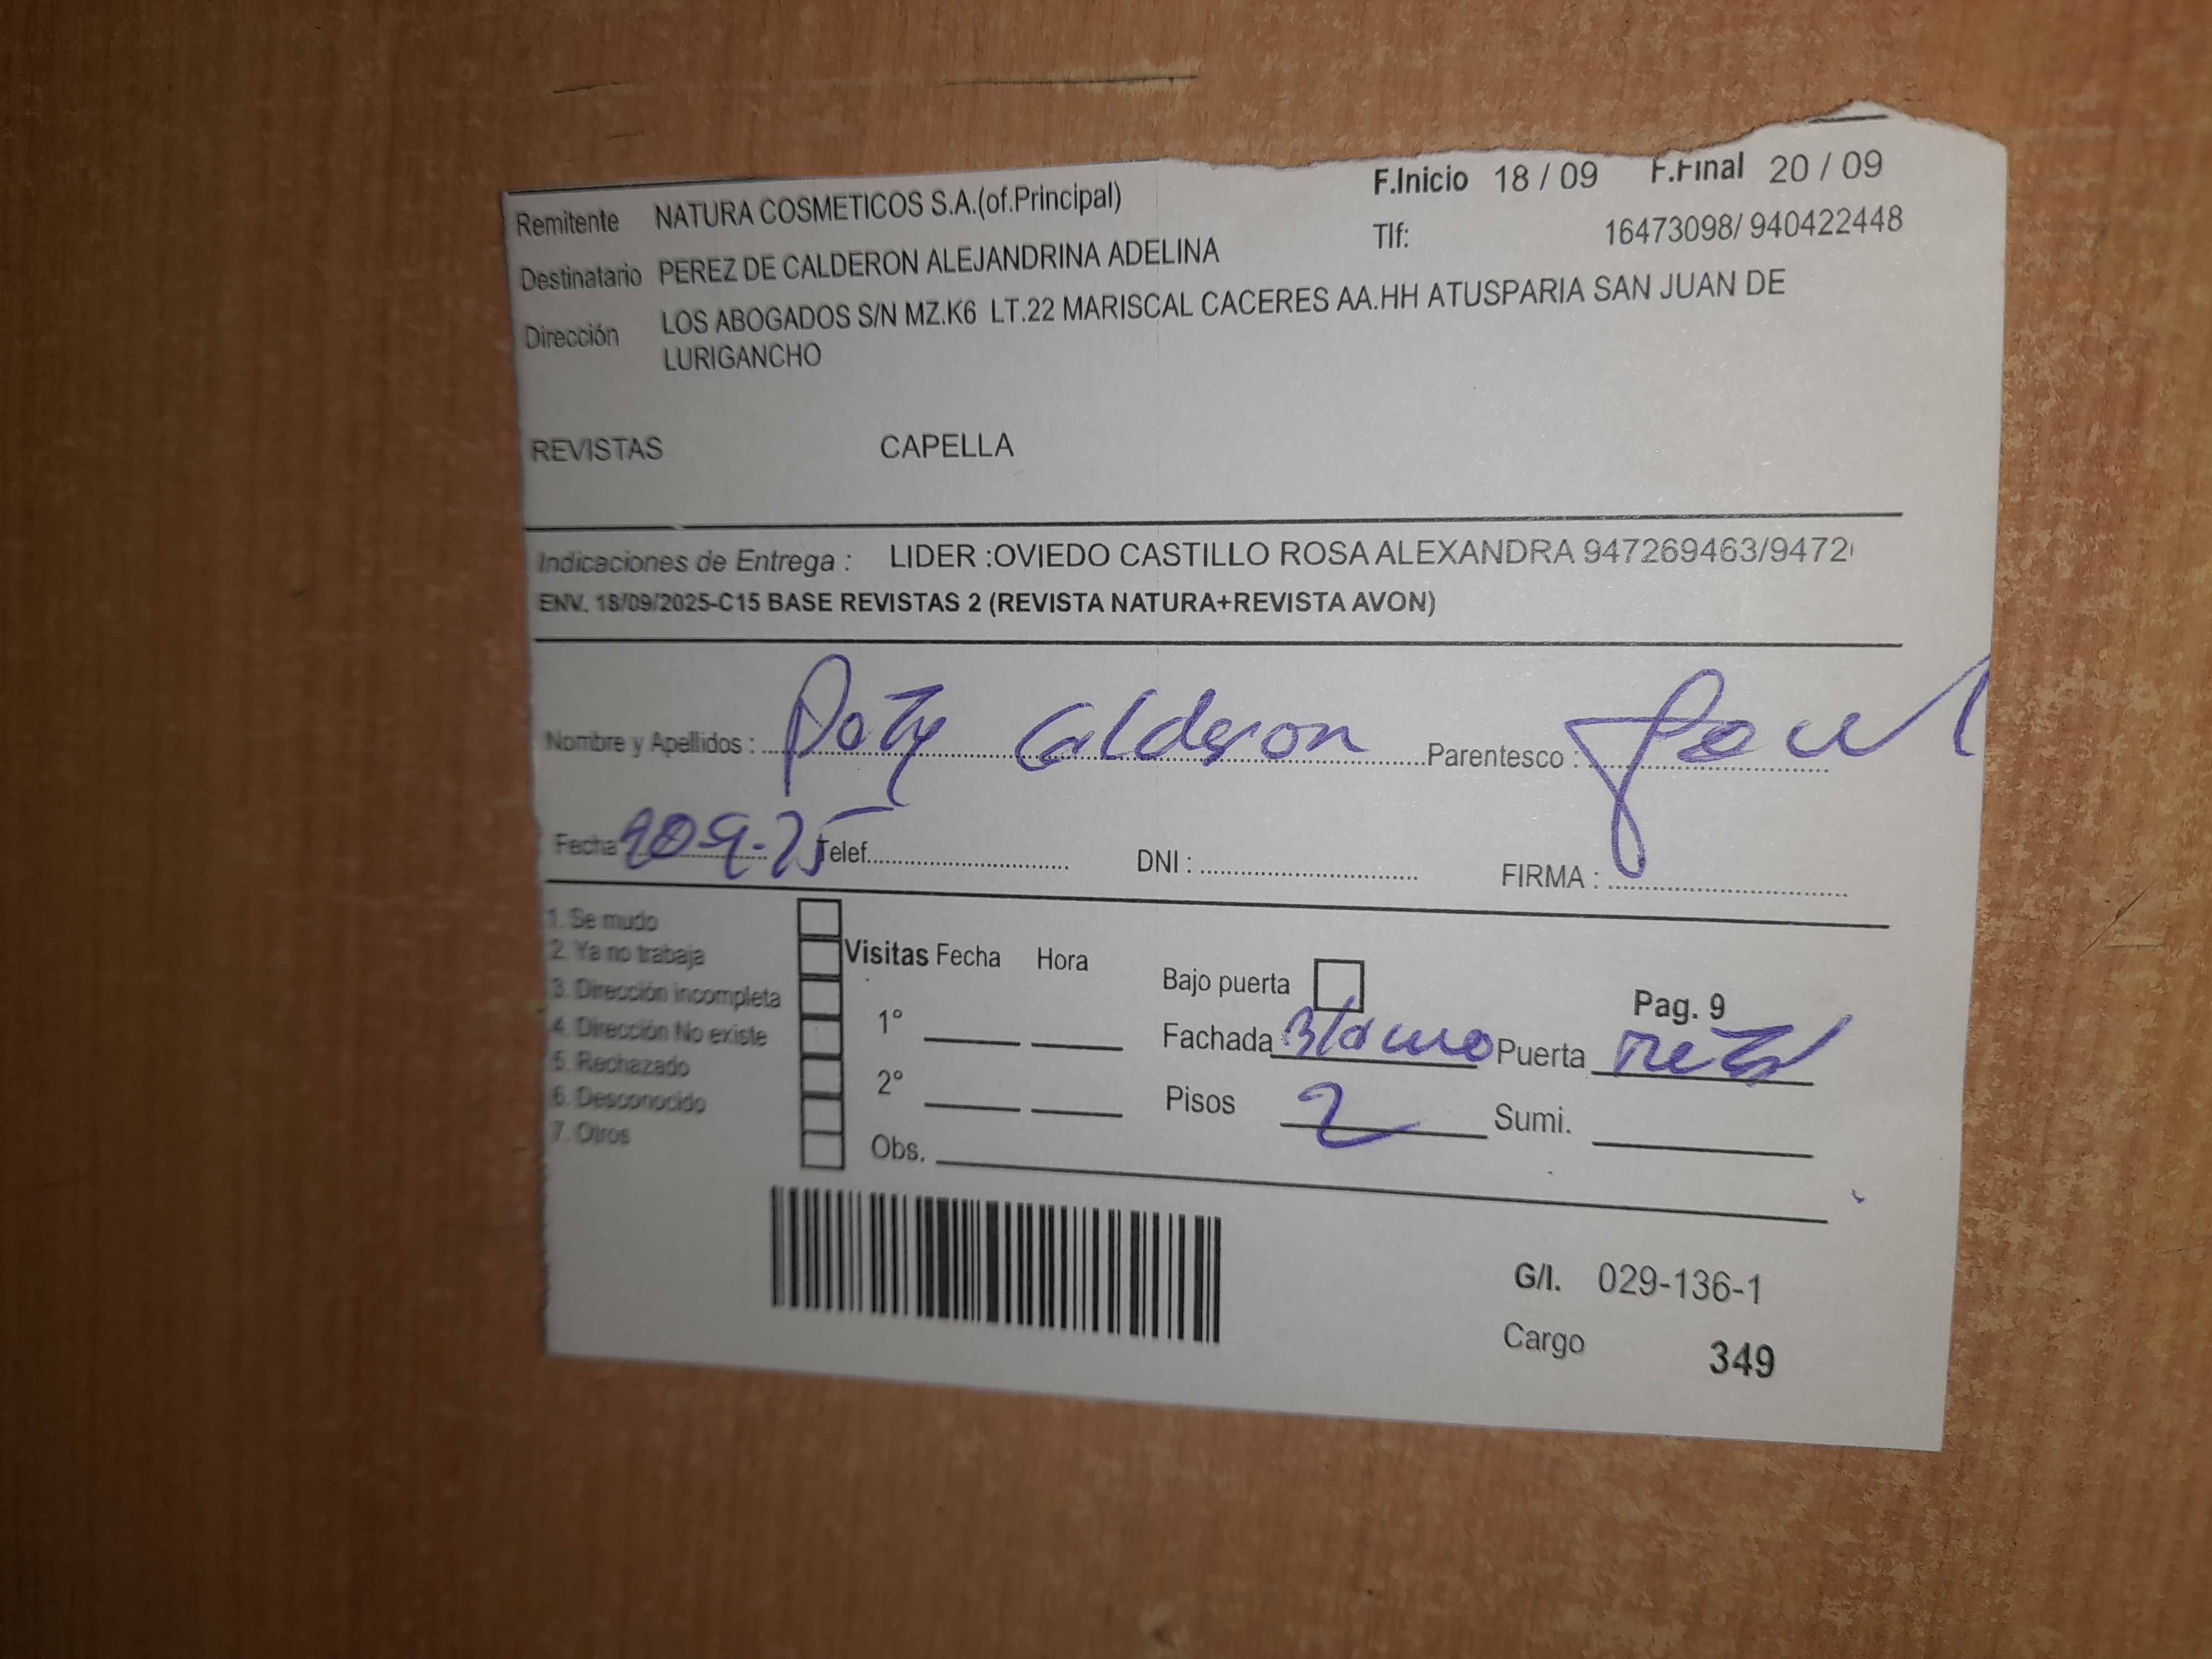 F.Inicio 18 / 09 F.Final 20 / 09
Remitente NATURA COSMETICOS S.A.(of.Principal)
Tlf: 16473098/ 940422448
Destinatario PEREZ DE CALDERON ALEJANDRINA ADELINA
Dirección LOS ABOGADOS S/N MZ.K6 LT.22 MARISCAL CACERES AA.HH ATUSPARIA SAN JUAN DE
LURIGANCHO
REVISTAS CAPELLA
Indicaciones de Entrega : LIDER :OVIEDO CASTILLO ROSA ALEXANDRA 947269463/9472
ENV. 18/09/2025-C15 BASE REVISTAS 2 (REVISTA NATURA+REVISTA AVON)
Nombre y Apellidos : Paty Calderon Parentesco :
Fecha Telef. DNI : FIRMA :
1. Se mudo
2. Ya no trabaja
3. Dirección incompleta
4. Dirección No existe
5. Rechazado
6. Desconocido
7. Otros
Visitas Fecha Hora
1°
2°
Obs.
Bajo puerta Pag. 9
Fachada Blanco Puerta
Pisos 2 Sumi.
G/I. 029-136-1
Cargo 349